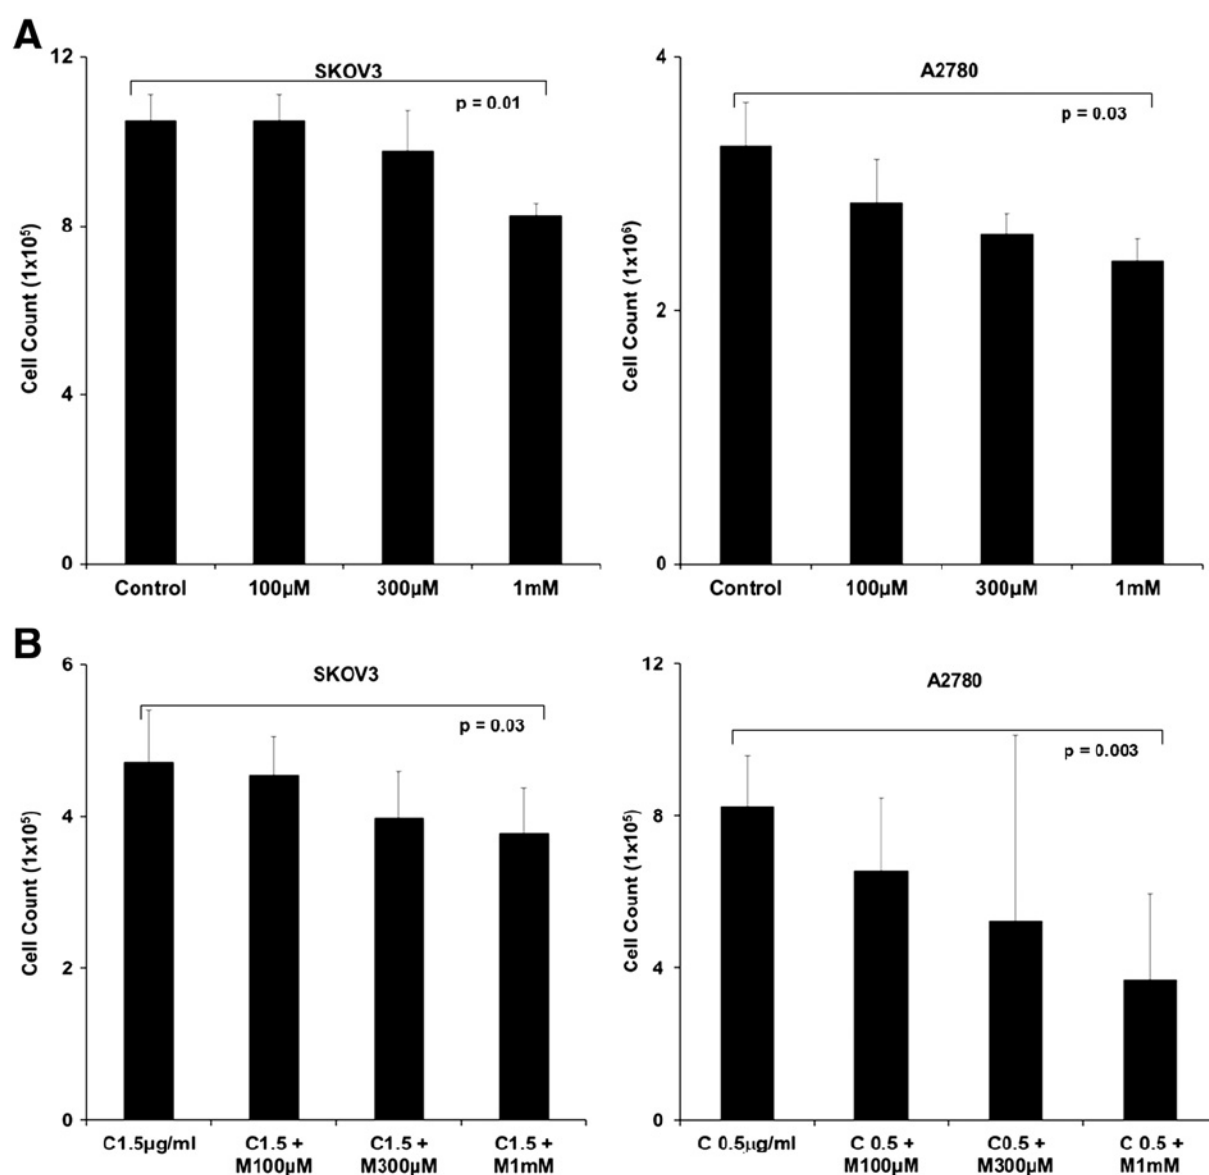 A
SKOV3
p = 0.01
Cell Count (1x10⁵)
12
8
4
0
Control
100µM
300µM
1mM
A2780
p = 0.03
Cell Count (1x10⁶)
4
2
0
Control
100µM
300µM
1mM
B
SKOV3
p = 0.03
Cell Count (1x10⁵)
6
4
2
0
C1.5µg/ml
C1.5 +
M100µM
C1.5 +
M300µM
C1.5 +
M1mM
A2780
p = 0.003
Cell Count (1x10⁵)
12
8
4
0
C 0.5µg/ml
C 0.5 +
M100µM
C0.5 +
M300µM
C 0.5 +
M1mM